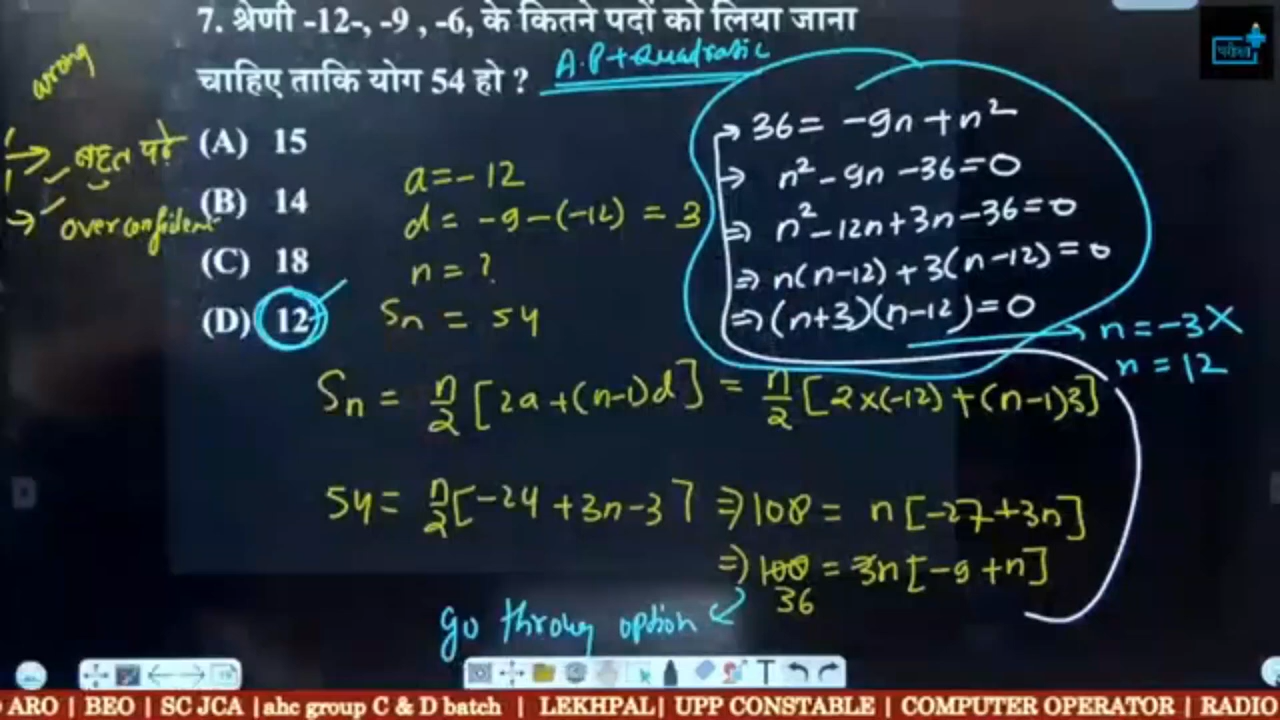 7. श्रेणी -12-, -9 , -6, के कितने पदों को लिया जाना
चाहिए ताकि योग 54 हो ?
A.P + Quadratic
परीक्षा
wrong
→ बहुत पढ़े
→ overconfident
(A) 15
(B) 14
(C) 18
(D) 12
a = -12
d = -9 - (-12) = 3
n = ?
Sn = 54
→ 36 = -9n + n²
→ n² - 9n - 36 = 0
⇒ n² - 12n + 3n - 36 = 0
⇒ n(n-12) + 3(n-12) = 0
⇒ (n+3)(n-12) = 0
→ n = -3 X
n = 12
Sn = n/2 [2a + (n-1)d] = n/2 [2×(-12) + (n-1)3]
54 = n/2 [-24 + 3n - 3] ⇒ 108 = n[-27 + 3n]
⇒ 108 = 3n[-9 + n]
36
go throug option
ARO | BEO | SC JCA |ahc group C & D batch | LEKHPAL| UPP CONSTABLE | COMPUTER OPERATOR | RADIO